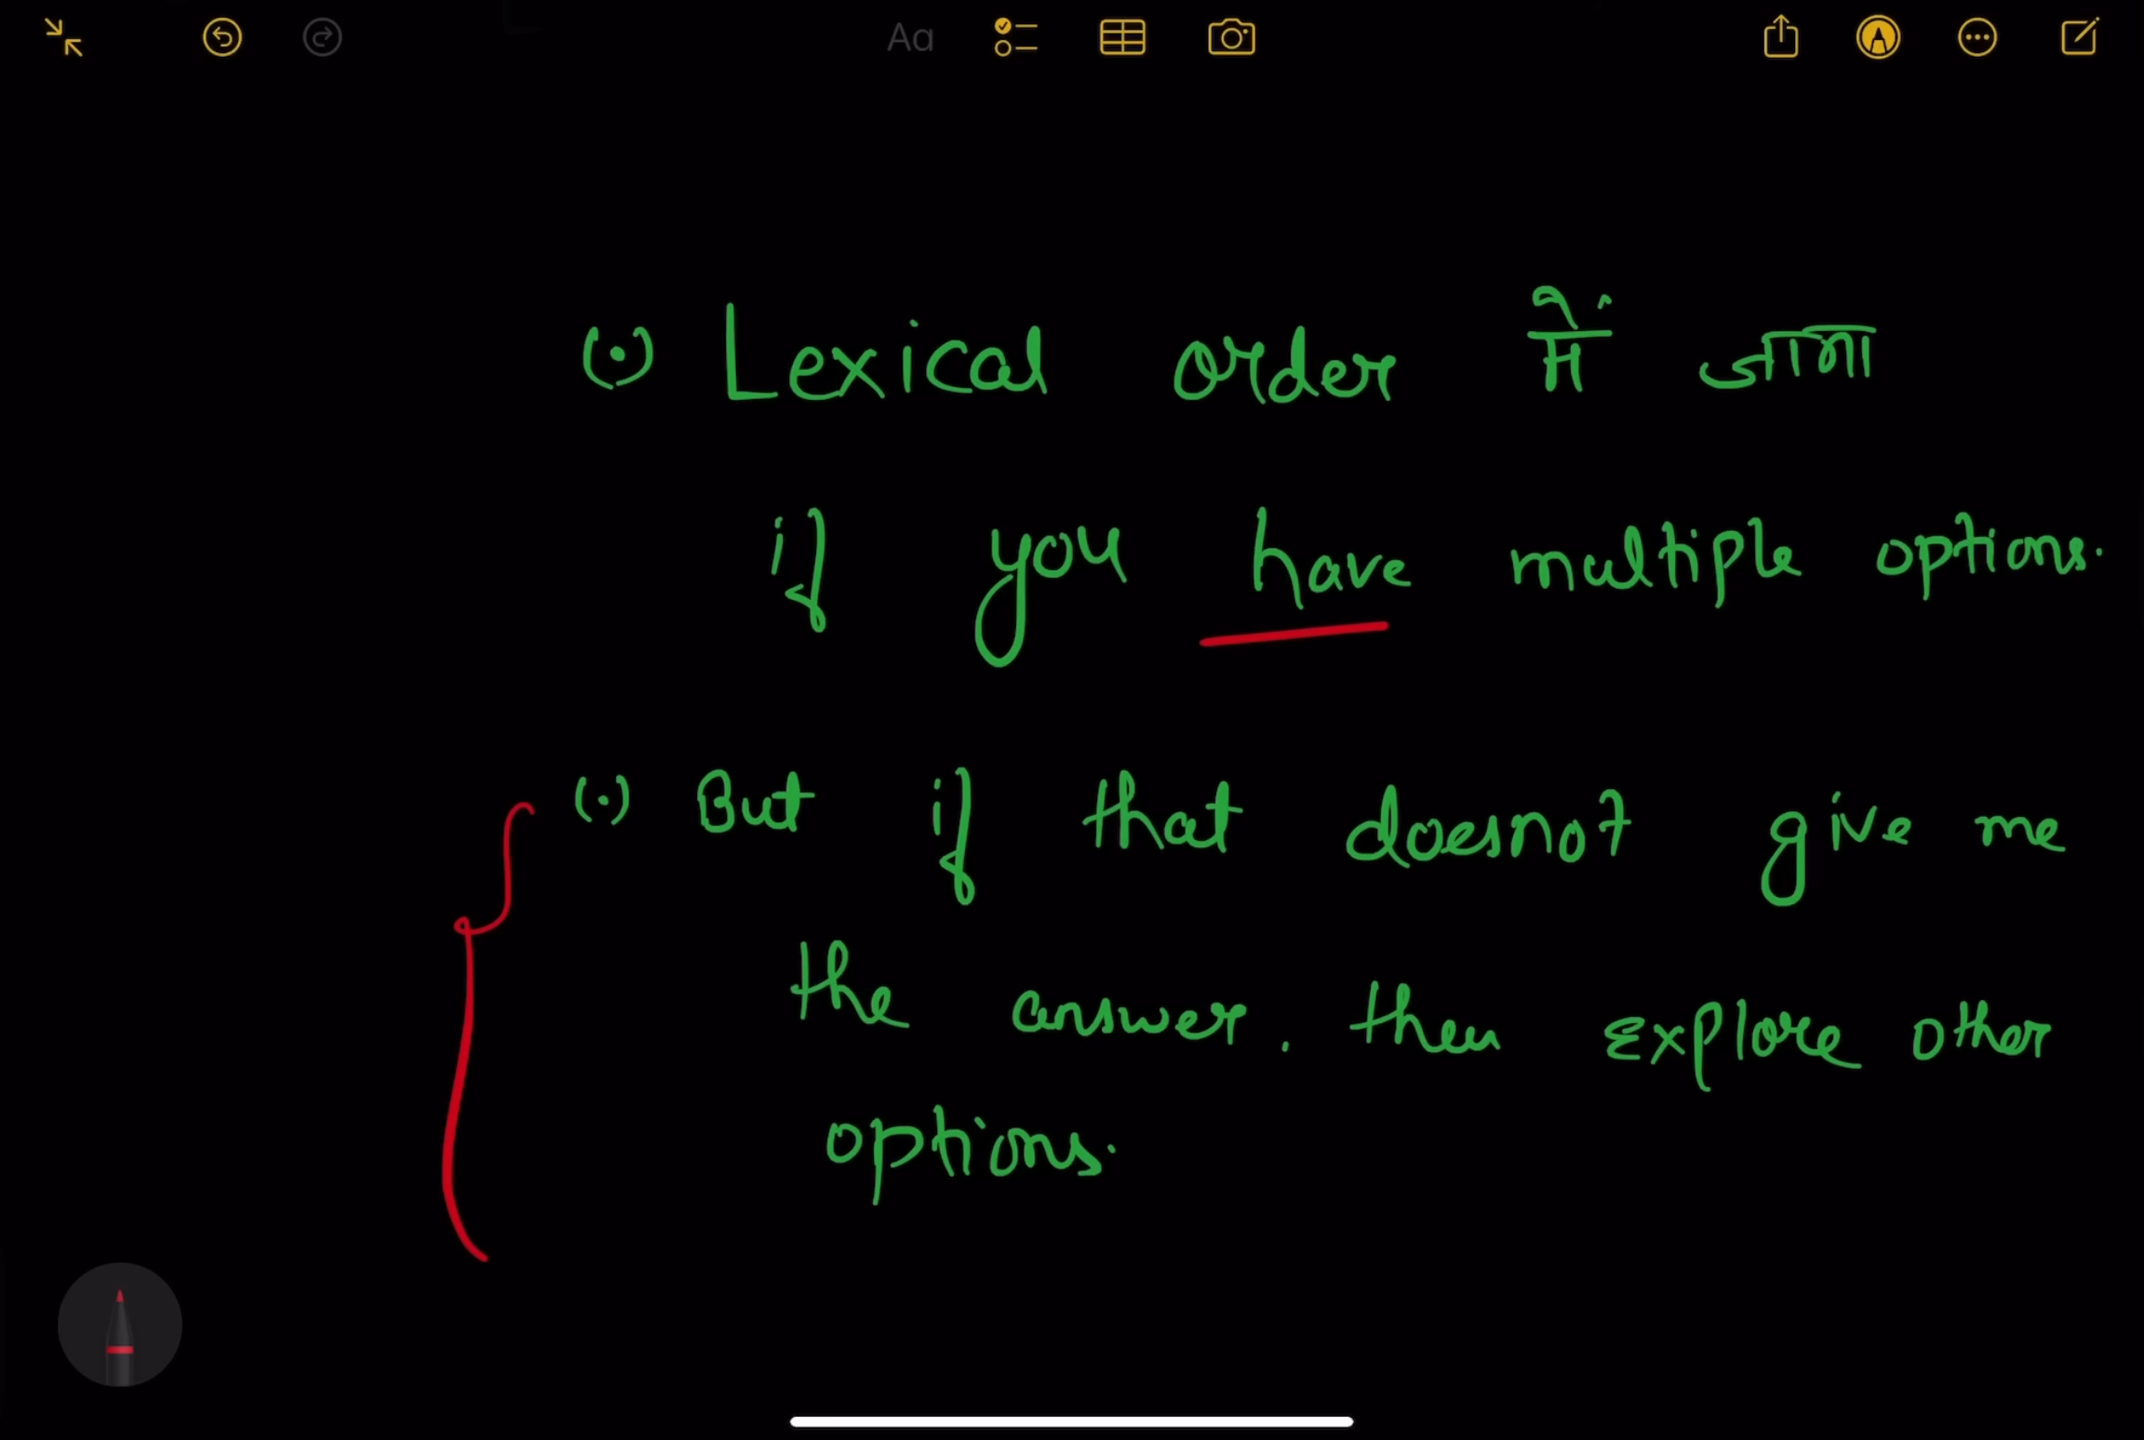 Aa
(•) Lexical order में जाना
if you have multiple options.
(•) But if that doesnot give me
the answer. then Explore other
options.